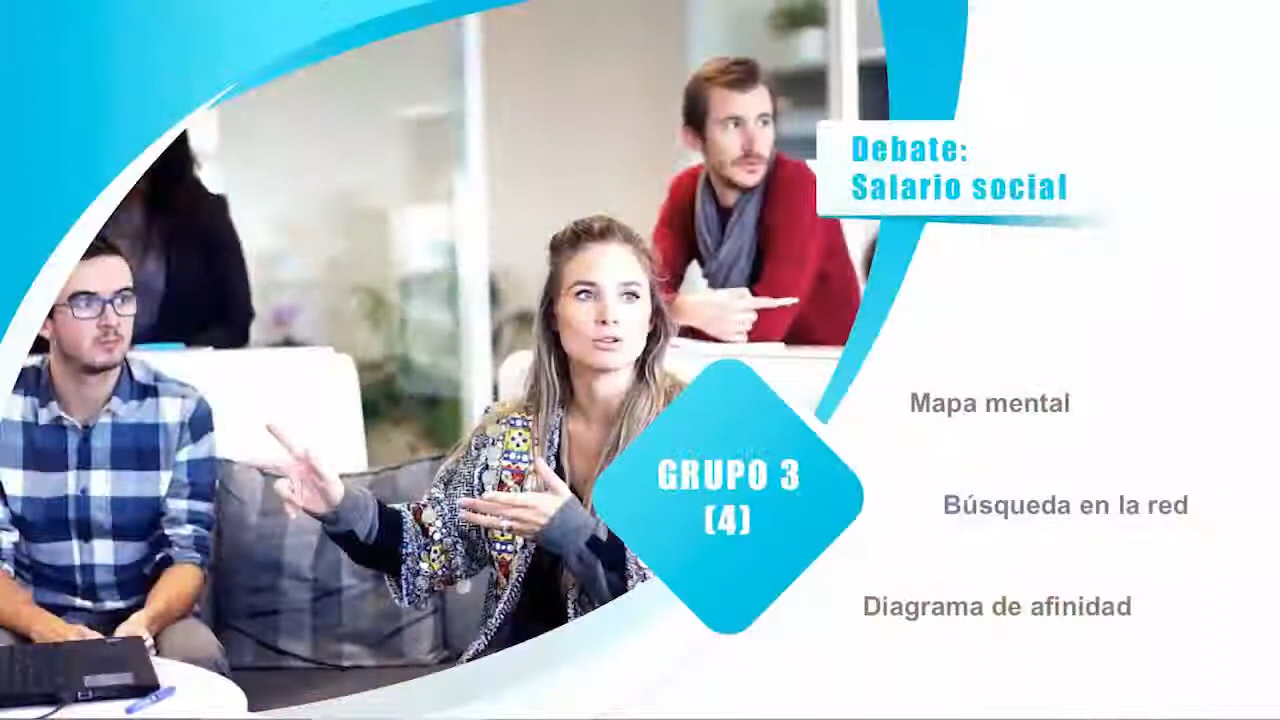 Debate:
Salario social
Mapa mental
GRUPO 3
(4)
Búsqueda en la red
Diagrama de afinidad